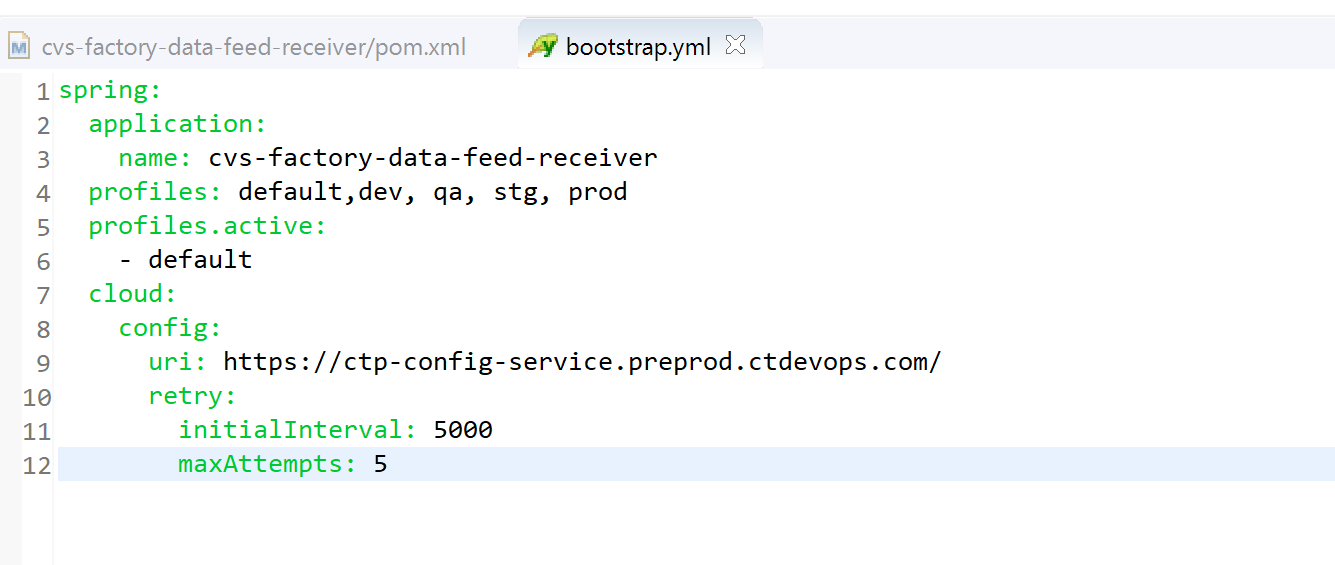 cvs-factory-data-feed-receiver/pom.xml bootstrap.yml
1 spring:
2   application:
3     name: cvs-factory-data-feed-receiver
4   profiles: default,dev, qa, stg, prod
5   profiles.active:
6     - default
7   cloud:
8     config:
9       uri: https://ctp-config-service.preprod.ctdevops.com/
10       retry:
11         initialInterval: 5000
12         maxAttempts: 5